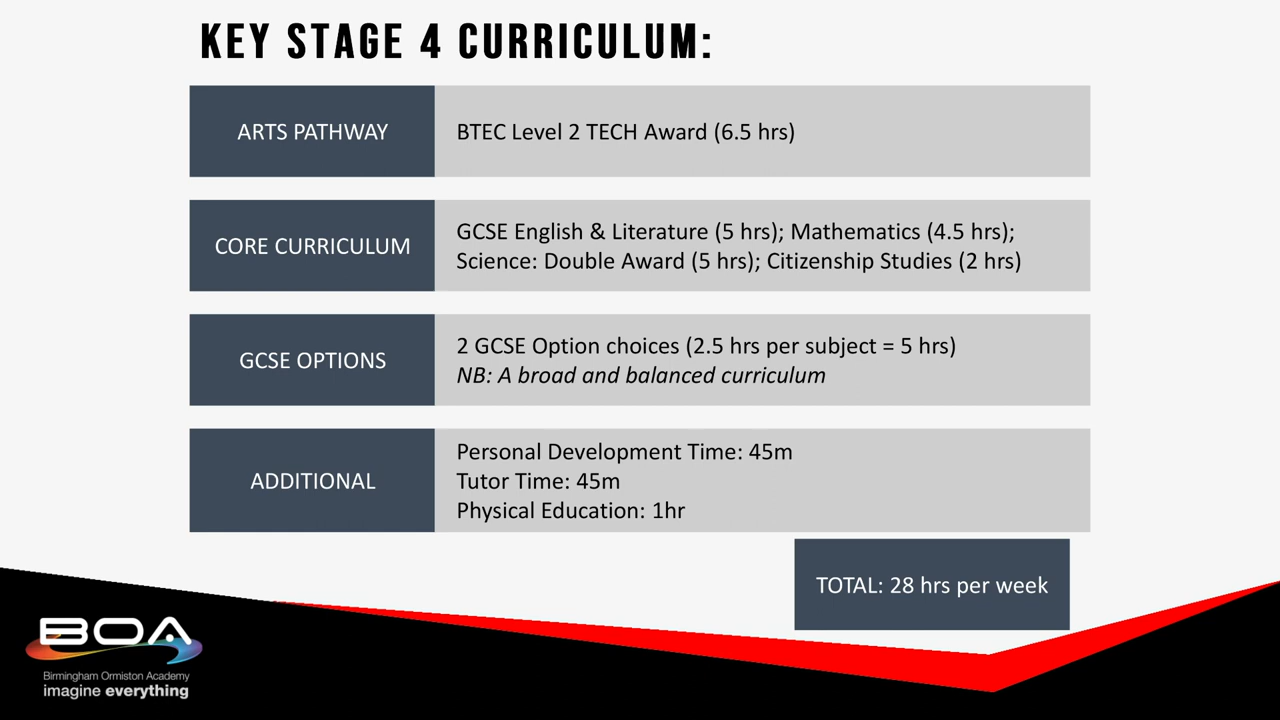 KEY STAGE 4 CURRICULUM:
ARTS PATHWAY
BTEC Level 2 TECH Award (6.5 hrs)
CORE CURRICULUM
GCSE English & Literature (5 hrs); Mathematics (4.5 hrs);
Science: Double Award (5 hrs); Citizenship Studies (2 hrs)
GCSE OPTIONS
2 GCSE Option choices (2.5 hrs per subject = 5 hrs)
NB: A broad and balanced curriculum
ADDITIONAL
Personal Development Time: 45m
Tutor Time: 45m
Physical Education: 1hr
TOTAL: 28 hrs per week
BOA
Birmingham Ormiston Academy
imagine everything